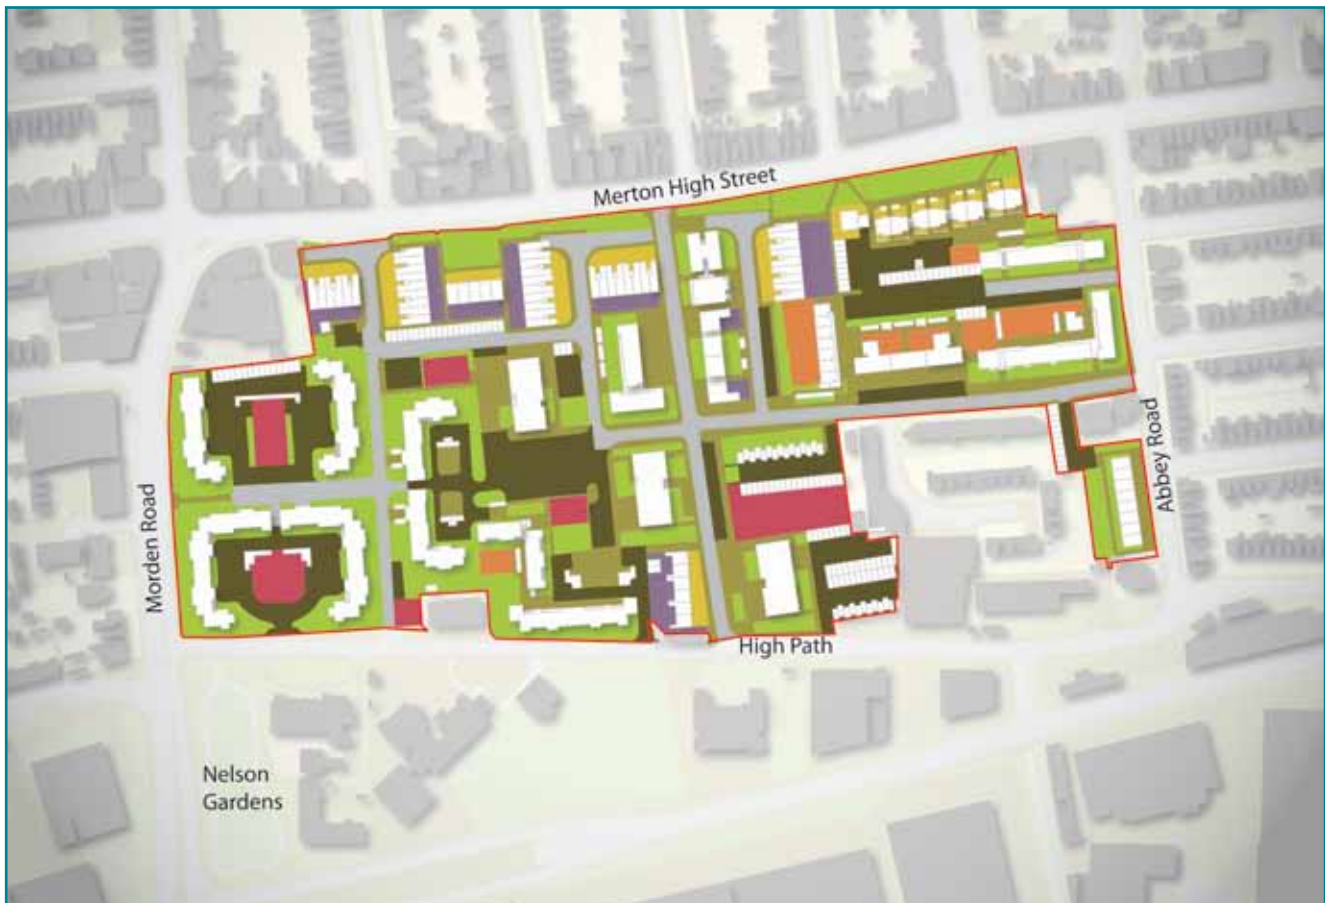 Merton High Street
Morden Road
Abbey Road
High Path
Nelson
Gardens